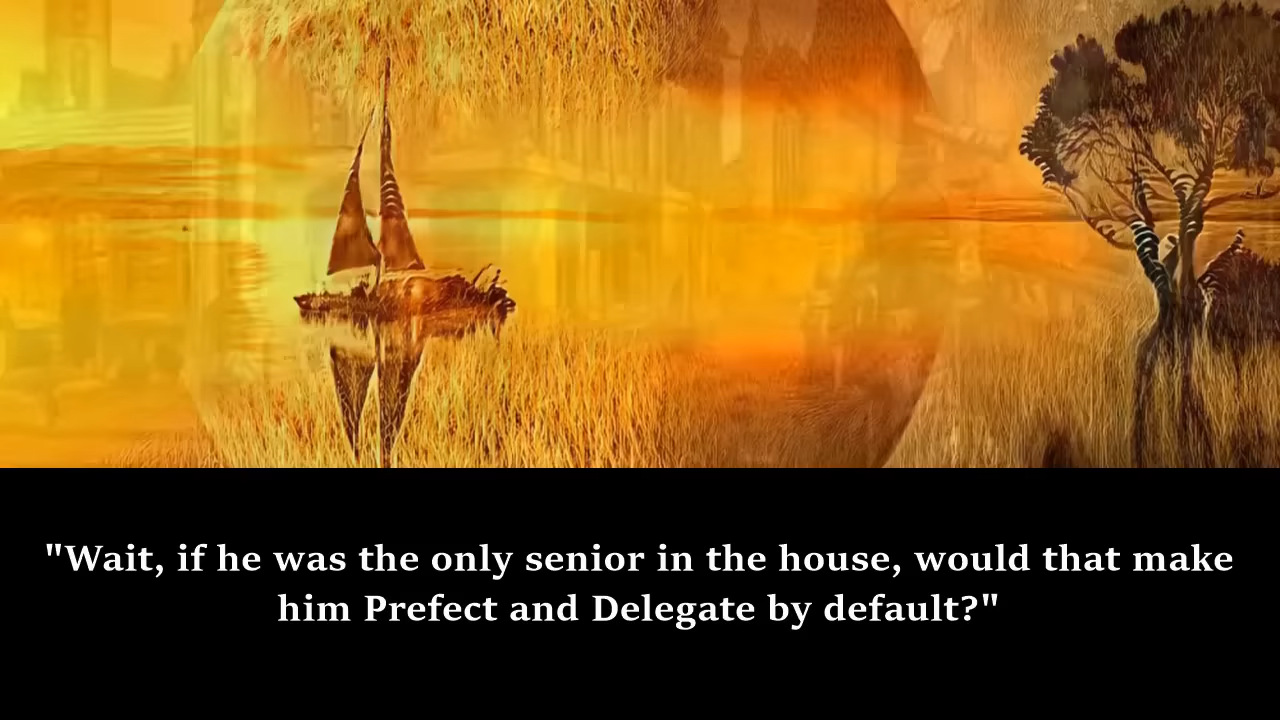 "Wait, if he was the only senior in the house, would that make
him Prefect and Delegate by default?"